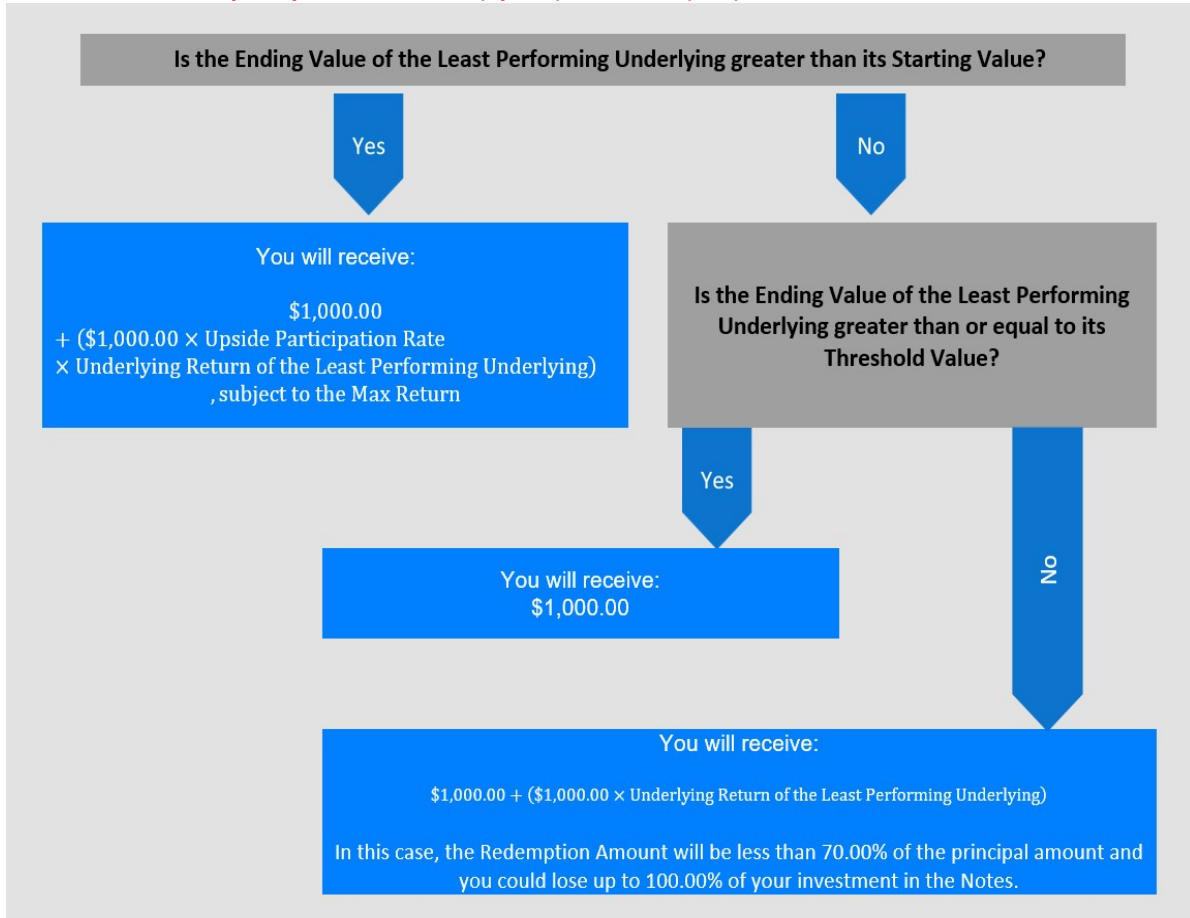 Is the Ending Value of the Least Performing Underlying greater than its Starting Value?
Yes
No
You will receive:
$1,000.00
+ ($1,000.00 × Upside Participation Rate
× Underlying Return of the Least Performing Underlying)
, subject to the Max Return
Is the Ending Value of the Least Performing
Underlying greater than or equal to its
Threshold Value?
Yes
No
You will receive:
$1,000.00
You will receive:
$1,000.00 + ($1,000.00 × Underlying Return of the Least Performing Underlying)
In this case, the Redemption Amount will be less than 70.00% of the principal amount and
you could lose up to 100.00% of your investment in the Notes.